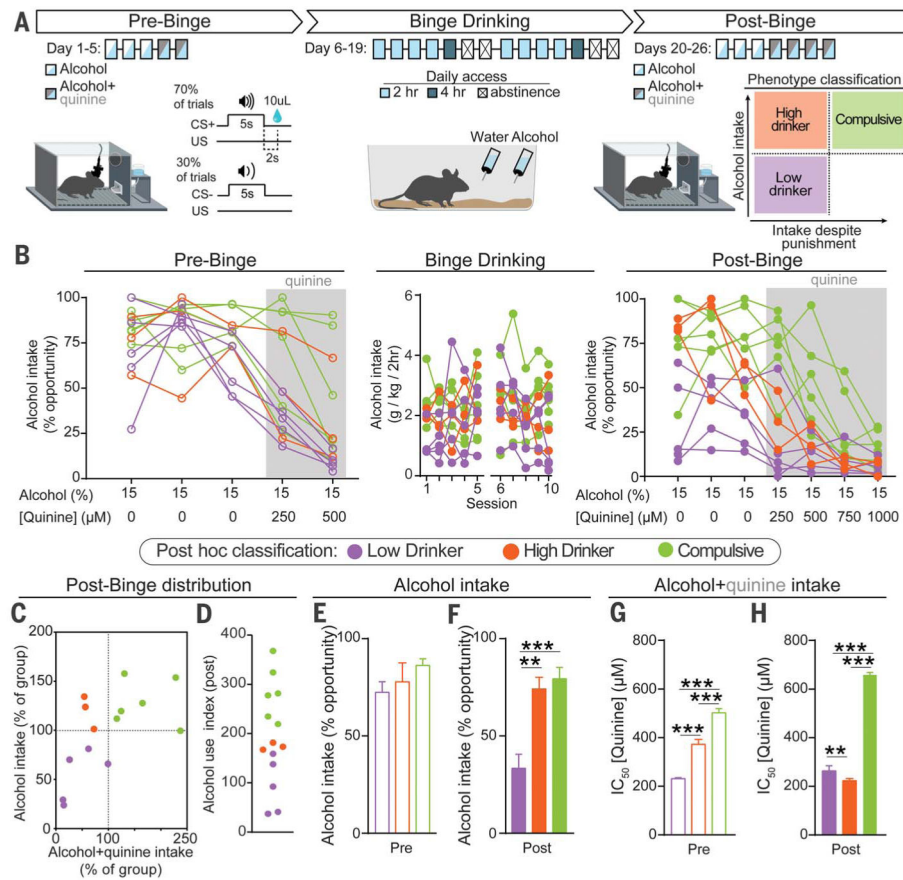 A
Pre-Binge
Binge Drinking
Post-Binge
Day 1-5:
Alcohol
Alcohol+
quinine
70%
of trials
10uL
CS+
5s
US
2s
30%
of trials
CS-
5s
US
Day 6-19:
Daily access
2 hr
4 hr
abstinence
Water Alcohol
Days 20-26:
Alcohol
Alcohol+
quinine
Phenotype classification
High
drinker
Compulsive
Low
drinker
Alcohol intake
Intake despite
punishment
B
Pre-Binge
quinine
Alcohol intake
(% opportunity)
100
75
50
25
0
Alcohol (%) 15 15 15 15 15
[Quinine] (µM) 0 0 0 250 500
Binge Drinking
Alcohol intake
(g / kg / 2hr)
6
4
2
0
1 5 6 10
Session
Post-Binge
quinine
Alcohol intake
(% opportunity)
100
75
50
25
0
Alcohol (%) 15 15 15 15 15 15 15
[Quinine] (µM) 0 0 0 250 500 750 1000
Post hoc classification: Low Drinker High Drinker Compulsive
Post-Binge distribution
Alcohol intake
Alcohol+quinine intake
C
Alcohol intake (% of group)
200
150
100
50
0
0 100 250
Alcohol+quinine intake
(% of group)
D
Alcohol use index (post)
400
300
200
100
0
E
Alcohol intake (% opportunity)
100
50
0
Pre
F
Alcohol intake (% opportunity)
100
50
0
***
**
Post
G
IC50 [Quinine] (µM)
800
600
400
200
0
***
***
***
Pre
H
IC50 [Quinine] (µM)
800
600
400
200
0
***
***
**
Post